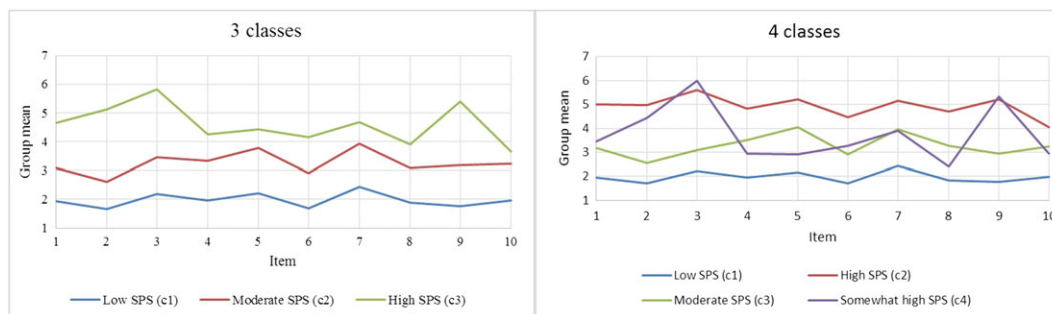 3 classes
7
6
5
4
3
2
1
Group mean
1 2 3 4 5 6 7 8 9 10
Item
Low SPS (c1) Moderate SPS (c2) High SPS (c3)
4 classes
7
6
5
4
3
2
1
Group mean
1 2 3 4 5 6 7 8 9 10
Item
Low SPS (c1) High SPS (c2)
Moderate SPS (c3) Somewhat high SPS (c4)